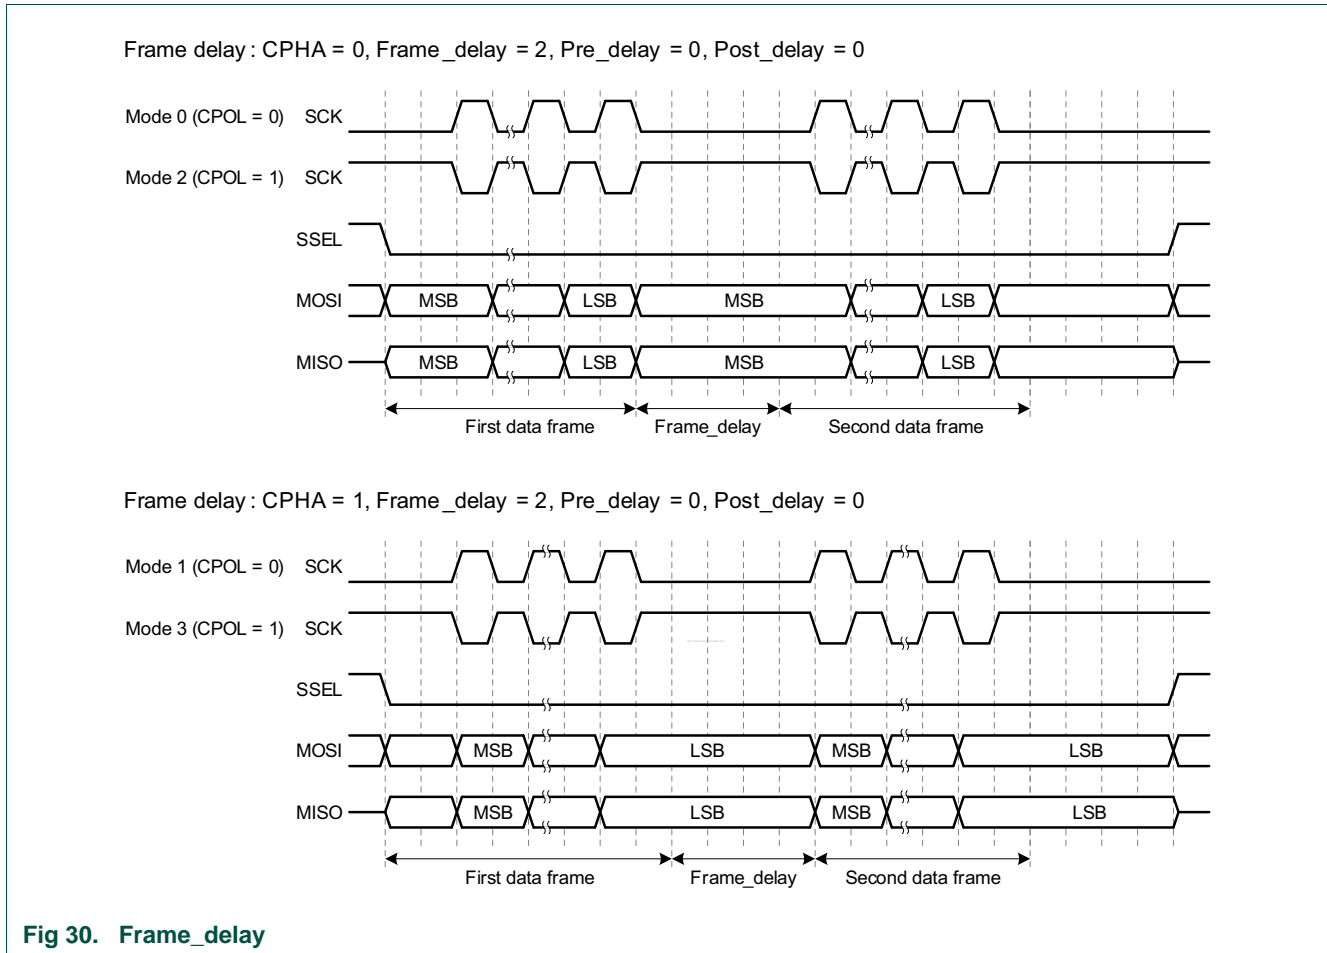 Frame delay : CPHA = 0, Frame_delay = 2, Pre_delay = 0, Post_delay = 0
Mode 0 (CPOL = 0) SCK
Mode 2 (CPOL = 1) SCK
SSEL
MOSI MSB LSB MSB LSB
MISO MSB LSB MSB LSB
First data frame Frame_delay Second data frame
Frame delay : CPHA = 1, Frame_delay = 2, Pre_delay = 0, Post_delay = 0
Mode 1 (CPOL = 0) SCK
Mode 3 (CPOL = 1) SCK
SSEL
MOSI MSB LSB MSB LSB
MISO MSB LSB MSB LSB
First data frame Frame_delay Second data frame
Fig 30. Frame_delay